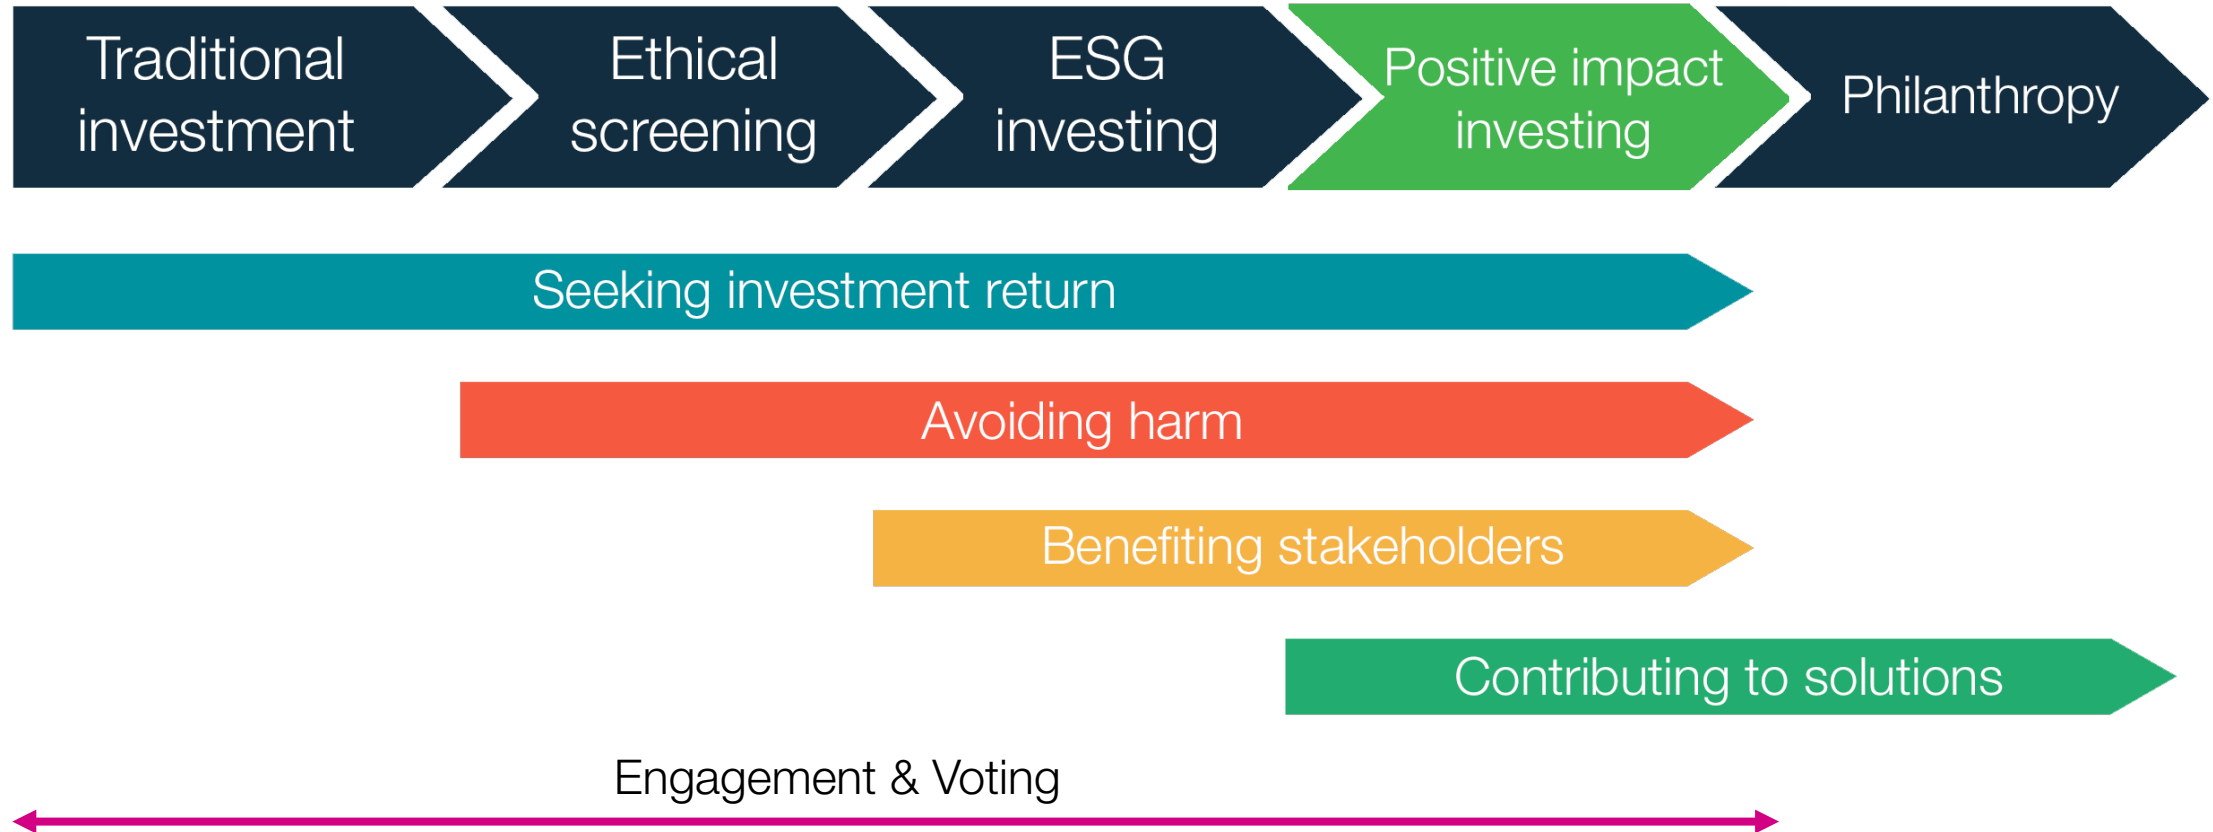 Traditional
investment
Ethical
screening
ESG
investing
Positive impact
investing
Philanthropy
Seeking investment return
Avoiding harm
Benefiting stakeholders
Contributing to solutions
Engagement & Voting